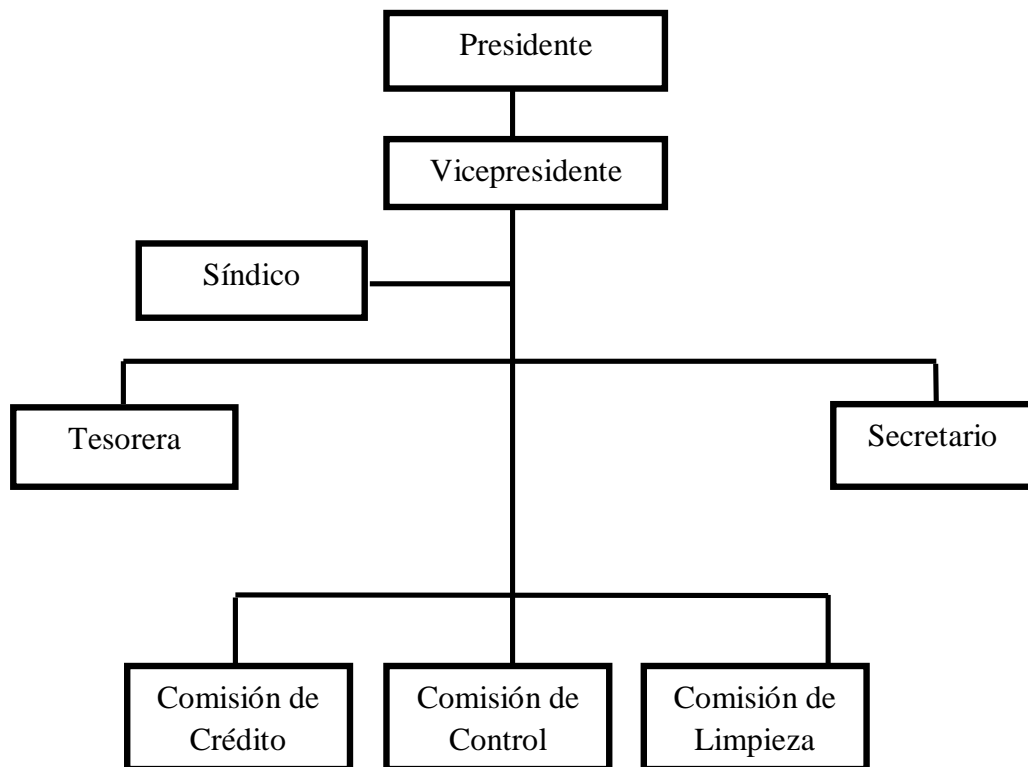 Presidente
Vicepresidente
Síndico
Tesorera
Secretario
Comisión de
Crédito
Comisión de
Control
Comisión de
Limpieza